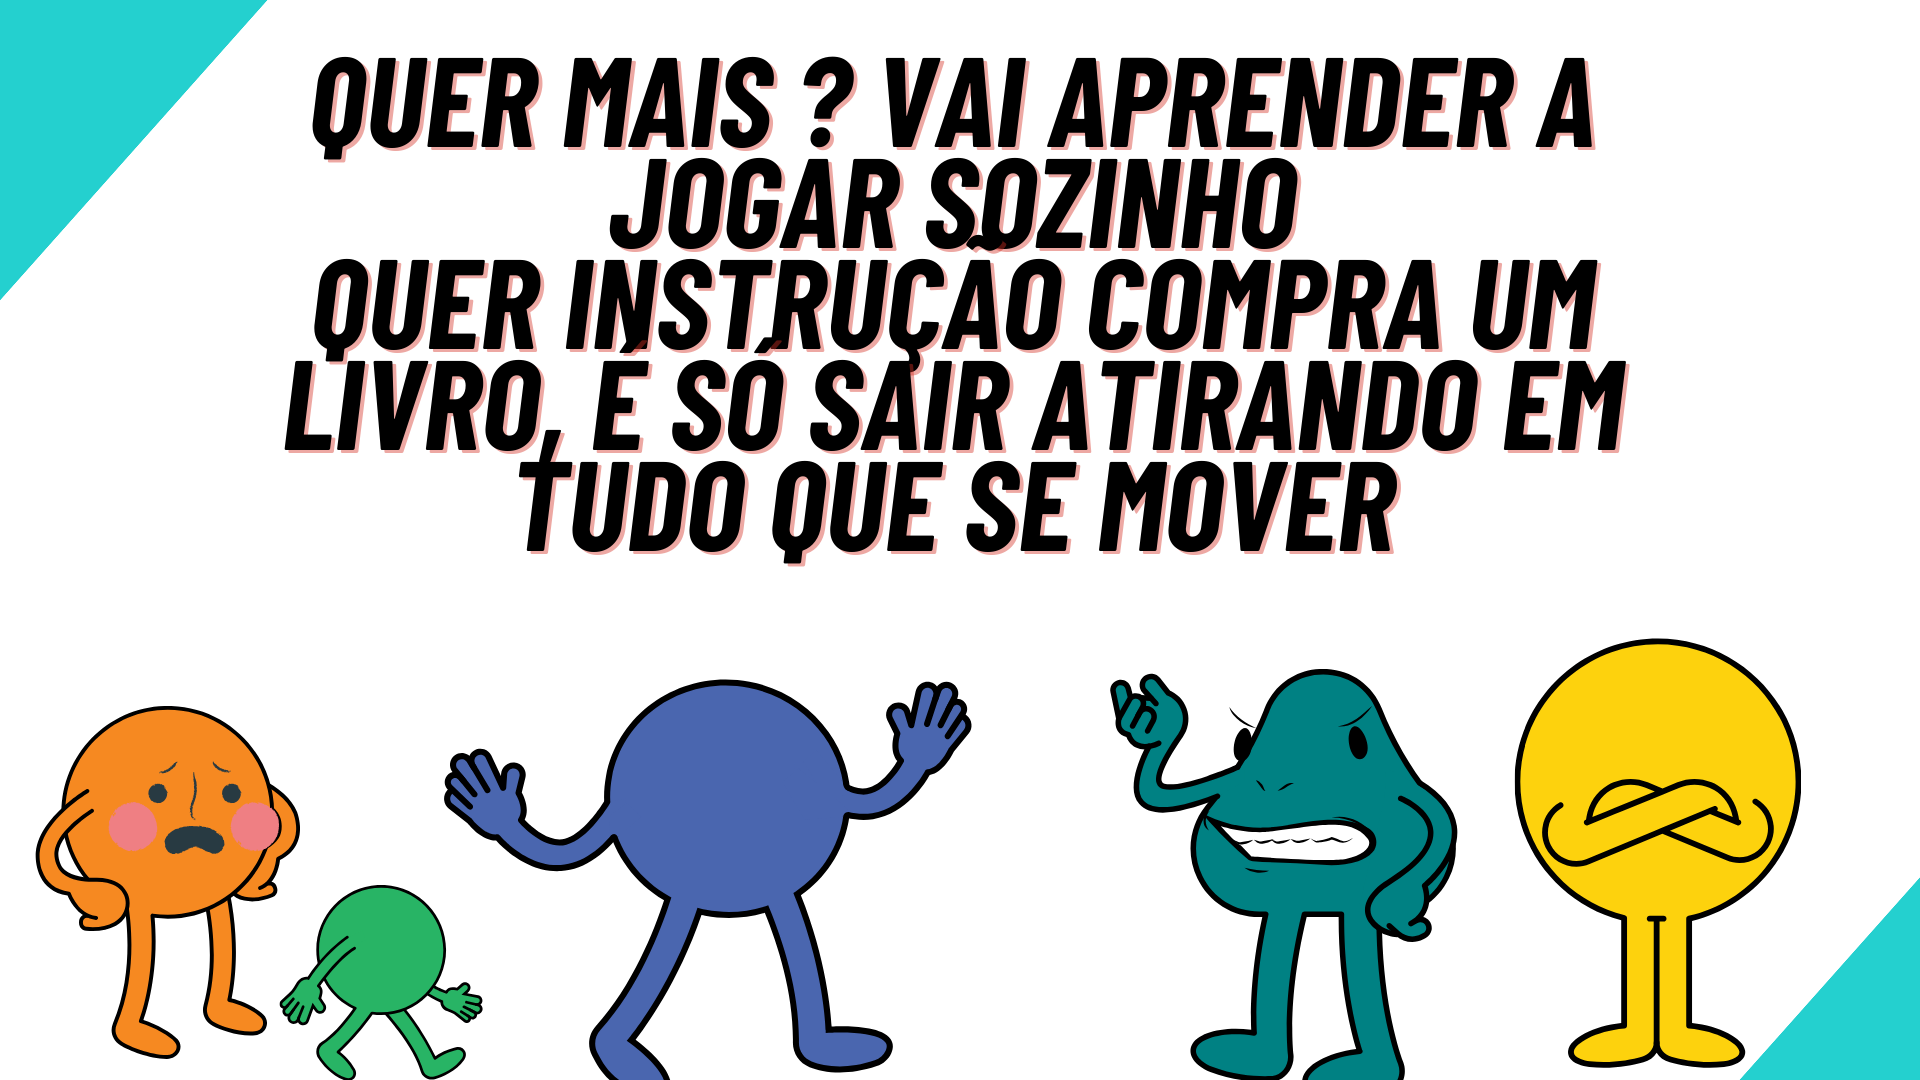 QUER MAIS ? VAI APRENDER A
JOGAR SOZINHO
QUER INSTRUÇÃO COMPRA UM
LIVRO, É SÓ SAIR ATIRANDO EM
TUDO QUE SE MOVER